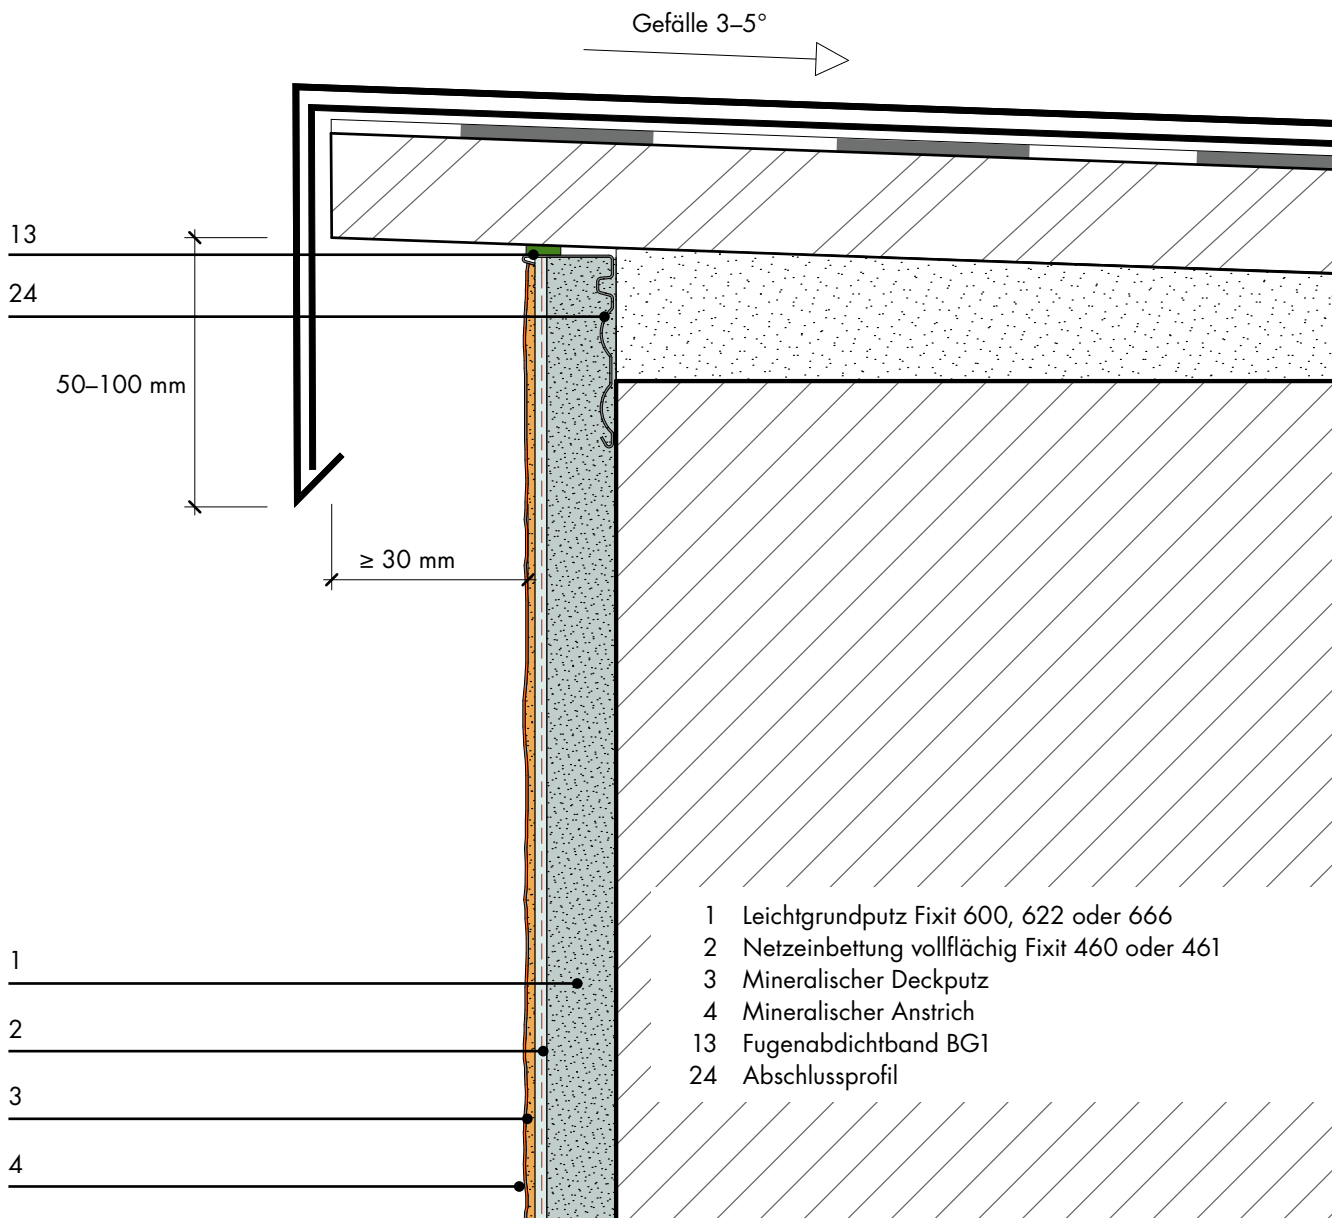 Gefälle 3–5°
13
24
50–100 mm
≥ 30 mm
1
2
3
4
1 Leichtgrundputz Fixit 600, 622 oder 666
2 Netzeinbettung vollflächig Fixit 460 oder 461
3 Mineralischer Deckputz
4 Mineralischer Anstrich
13 Fugenabdichtband BG1
24 Abschlussprofil